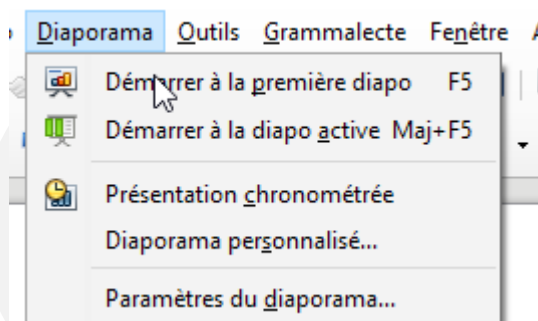 Diaporama Outils Grammalecte Fenêtre
Démarrer à la première diapo F5
Démarrer à la diapo active Maj+F5
Présentation chronométrée
Diaporama personnalisé...
Paramètres du diaporama...